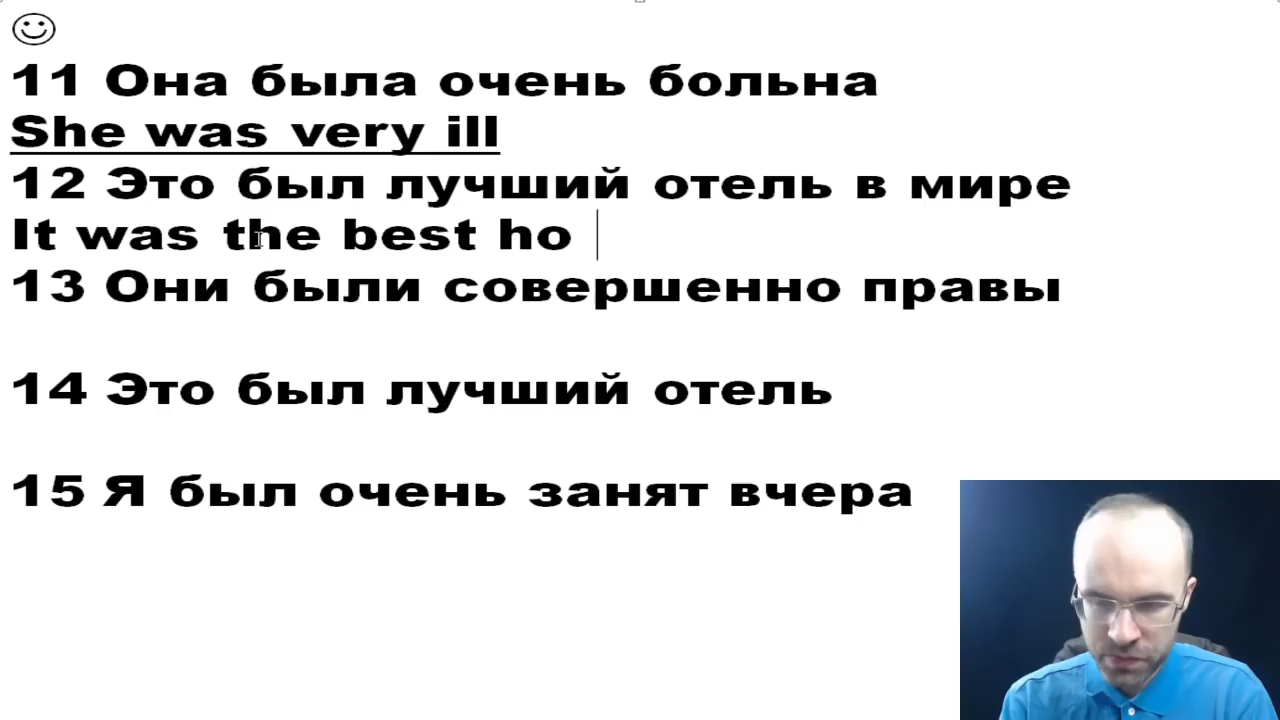 11 Она была очень больна
She was very ill
12 Это был лучший отель в мире
It was the best ho
13 Они были совершенно правы
14 Это был лучший отель
15 Я был очень занят вчера